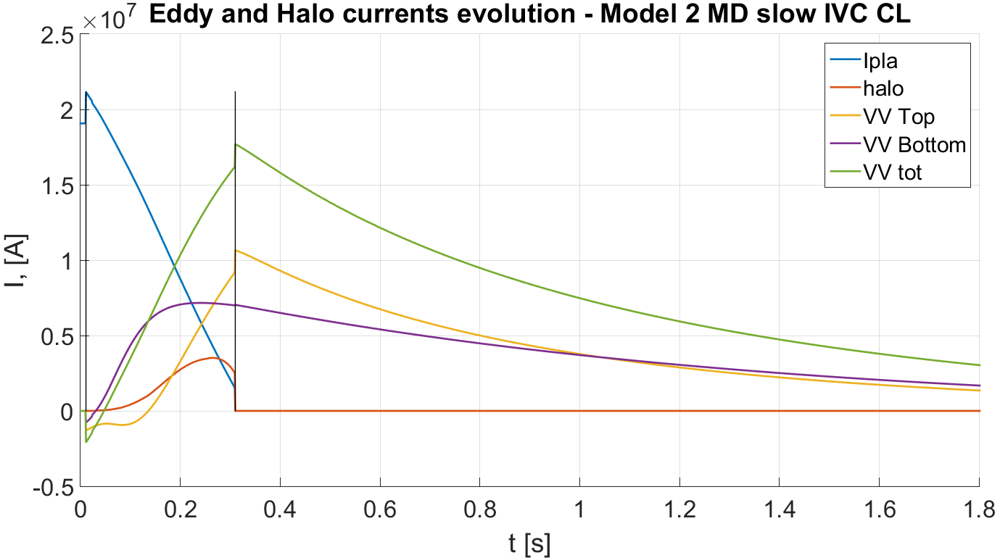 Eddy and Halo currents evolution - Model 2 MD slow IVC CL
×10⁷
2.5
2
1.5
1
0.5
0
-0.5
I, [A]
Ipla
halo
VV Top
VV Bottom
VV tot
0 0.2 0.4 0.6 0.8 1 1.2 1.4 1.6 1.8
t [s]